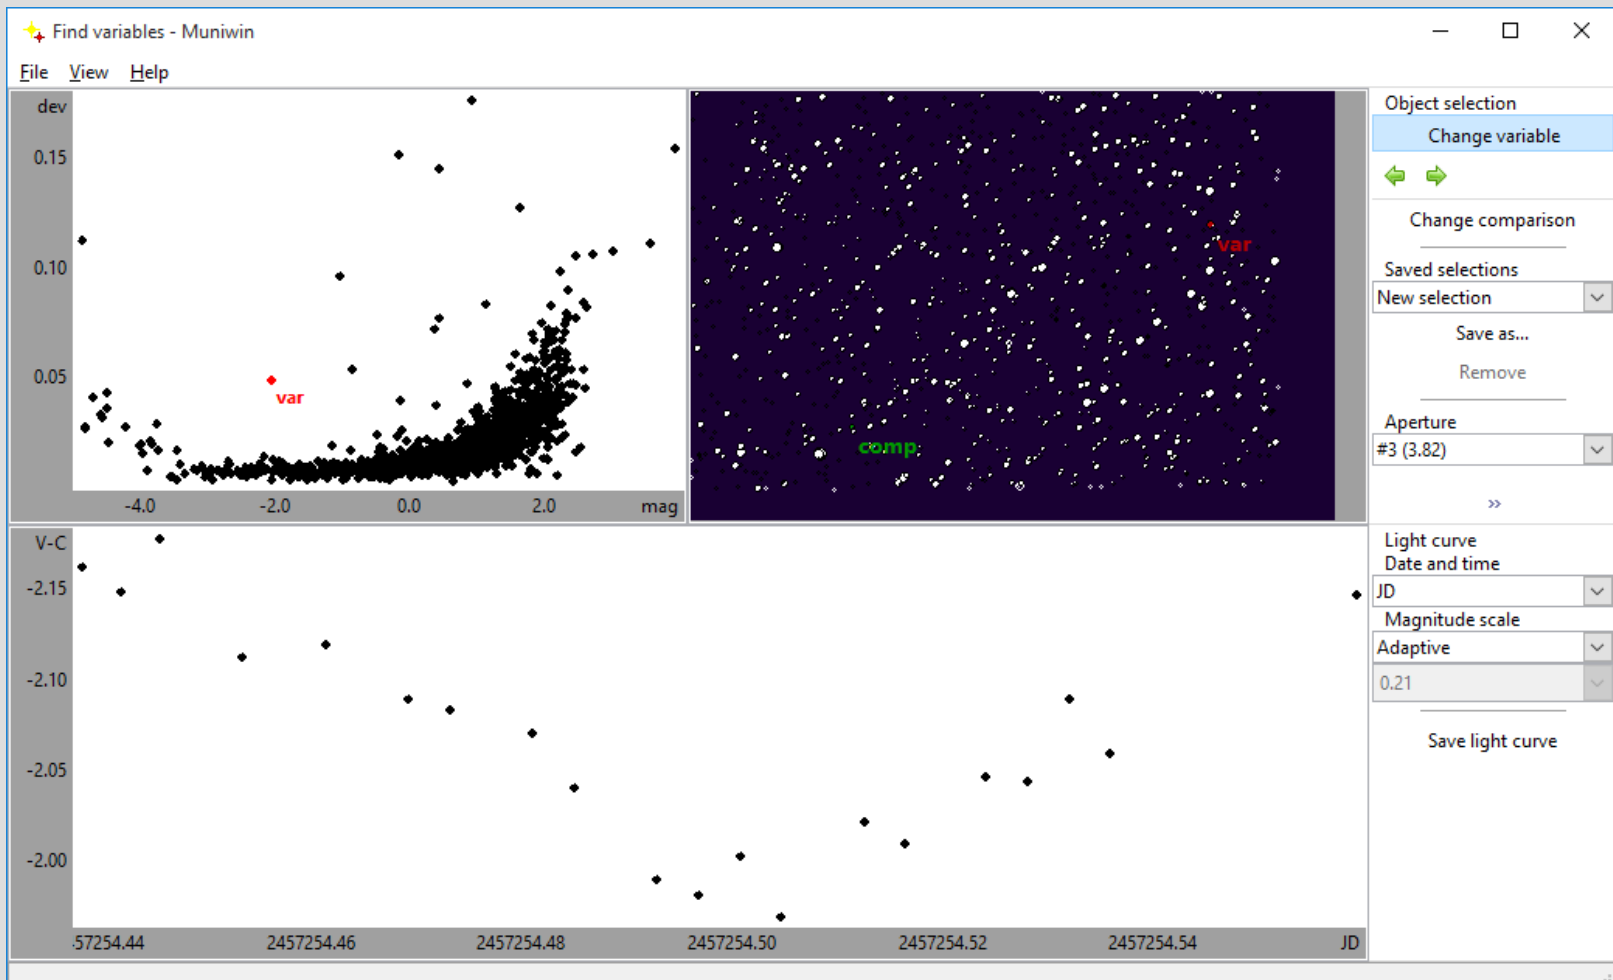 Find variables - Muniwin
File View Help
dev
0.15
0.10
0.05
var
-4.0 -2.0 0.0 2.0 mag
var
comp
Object selection
Change variable
Change comparison
Saved selections
New selection
Save as...
Remove
Aperture
#3 (3.82)
»
V-C
-2.15
-2.10
-2.05
-2.00
57254.44 2457254.46 2457254.48 2457254.50 2457254.52 2457254.54 JD
Light curve
Date and time
JD
Magnitude scale
Adaptive
0.21
Save light curve